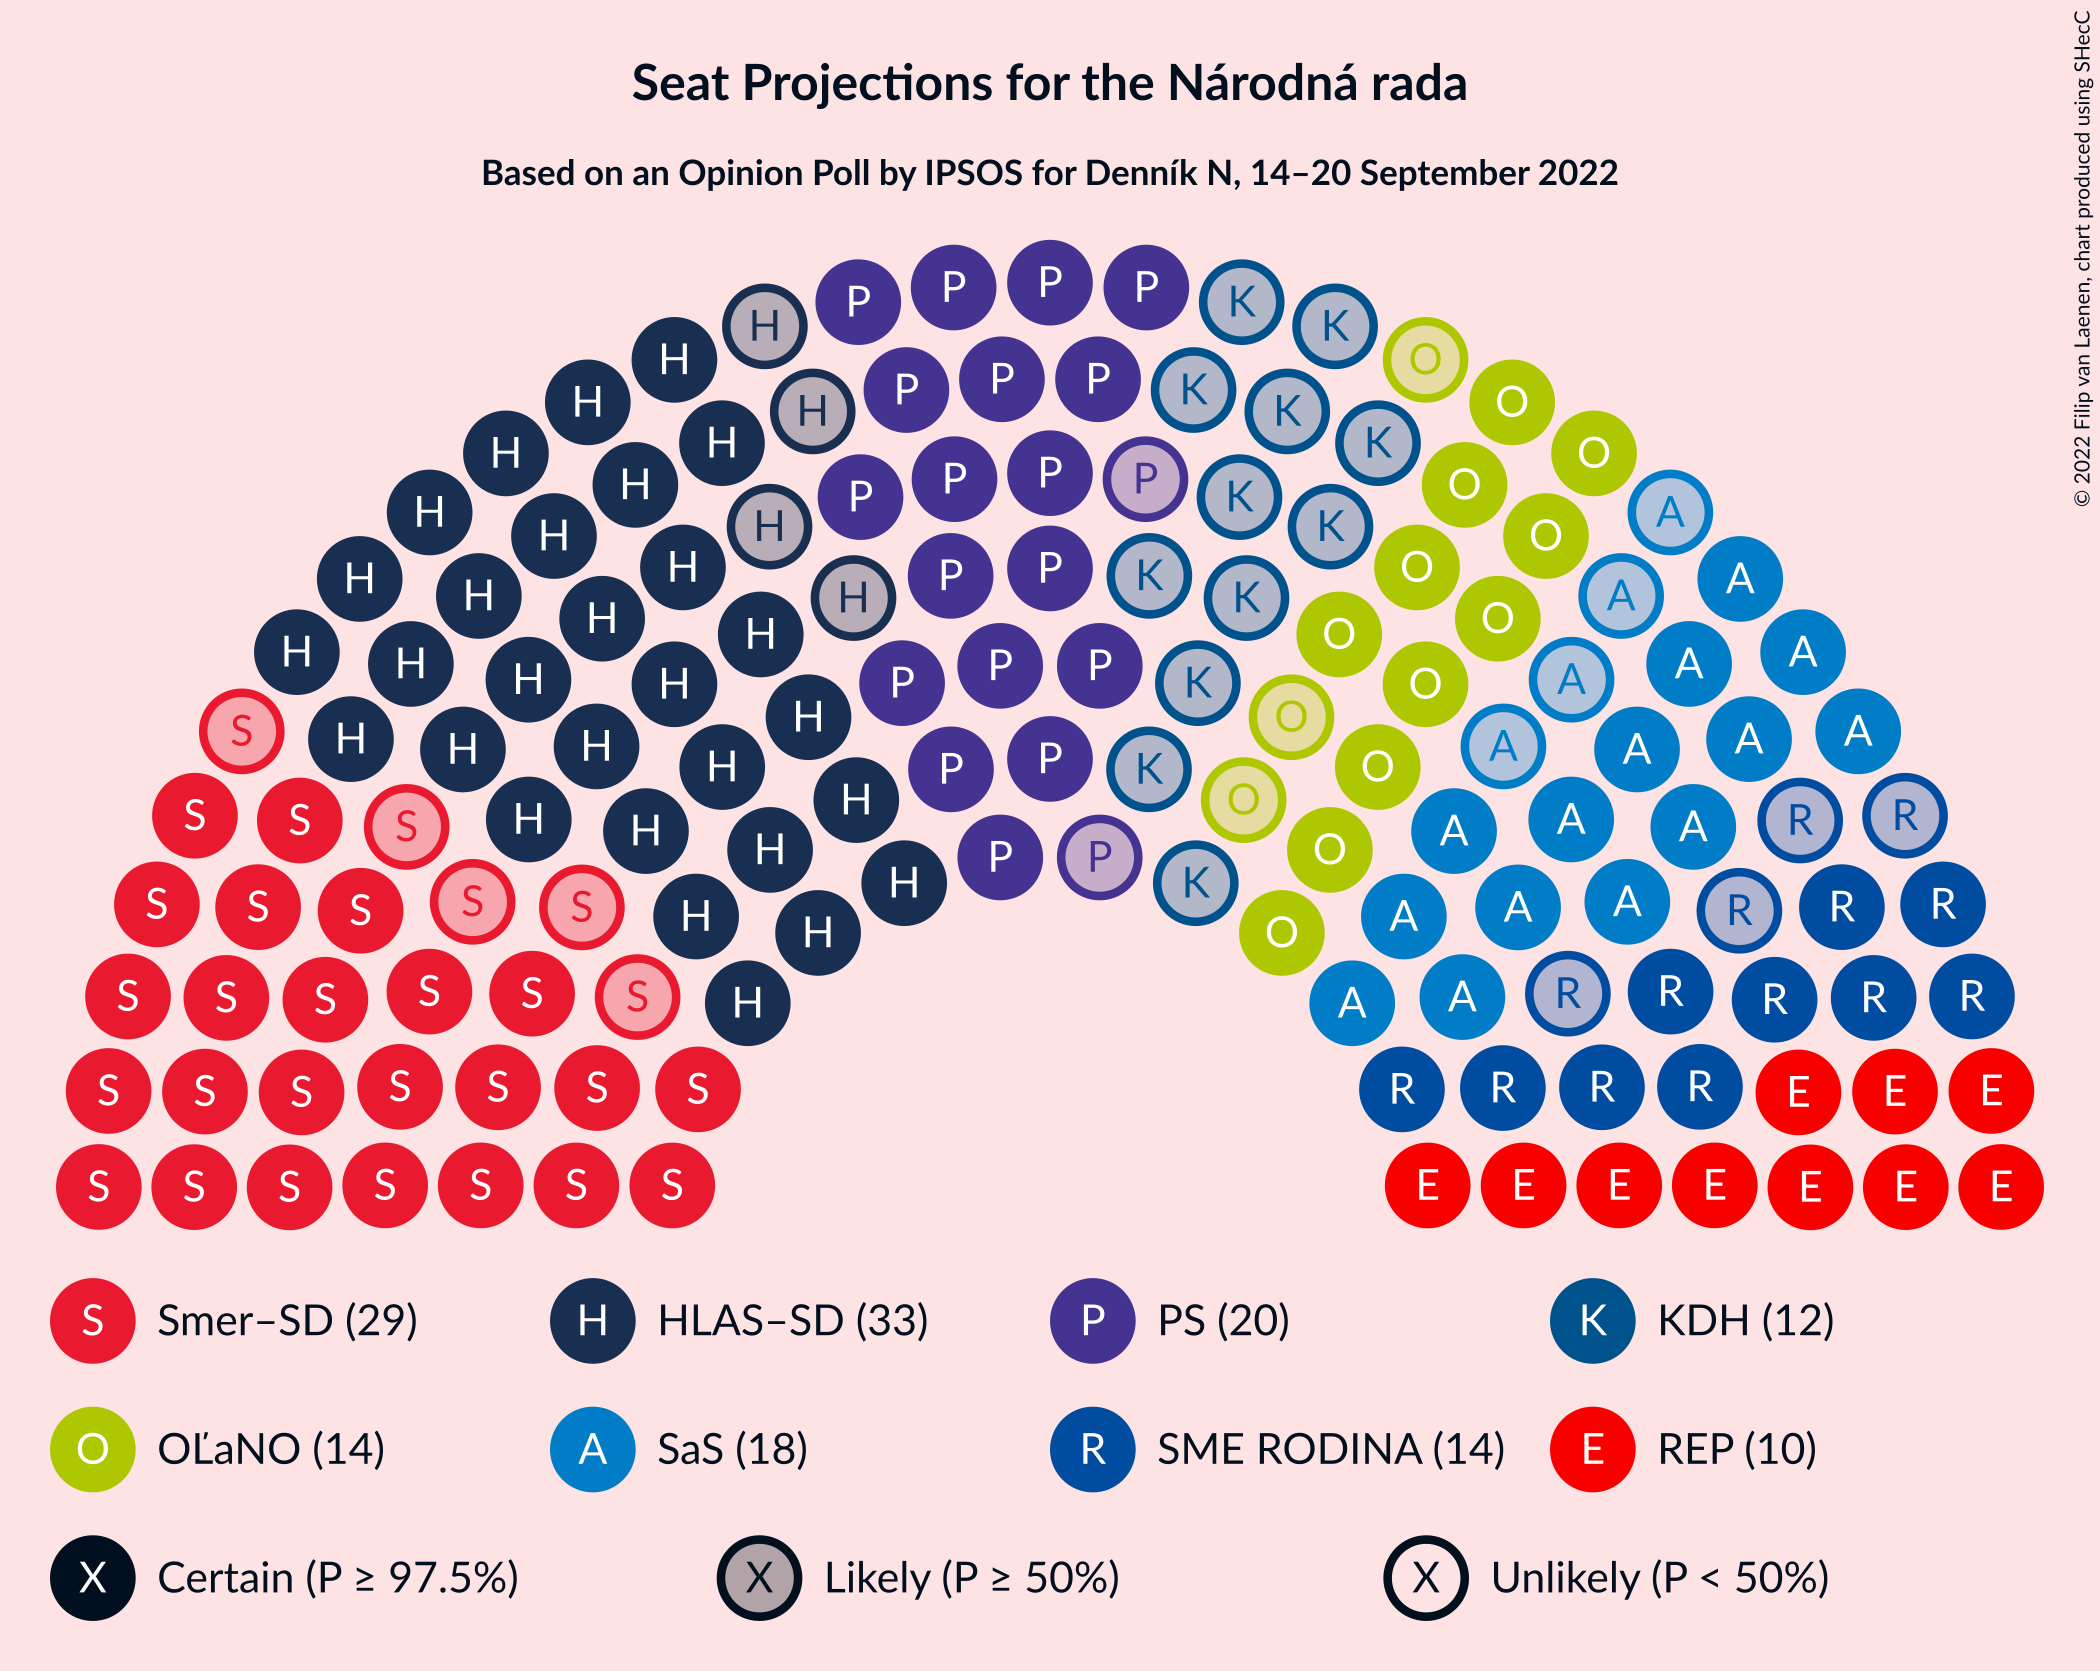 Seat Projections for the Národná rada
Based on an Opinion Poll by IPSOS for Denník N, 14–20 September 2022
© 2022 Filip van Laenen, chart produced using SHecC
P P P P
H H K K
H P P P K O
H H K K O
H H P P P P K O
H H H K K O A
H H H P P K O O A
H H H H K O O A A
H H H P P P K O A A
S H H H H K O O A A
H H H P P K O A A A
S S S H H H O O A A R R
H H P P K O A A A
S S S S S H H O A A A R R R
S S S S S S H A A R R R R R
S S S S S S S R R R R E E E
S S S S S S S E E E E E E E
S Smer–SD (29) H HLAS–SD (33) P PS (20) K KDH (12)
O OĽaNO (14) A SaS (18) R SME RODINA (14) E REP (10)
X Certain (P ≥ 97.5%) X Likely (P ≥ 50%) X Unlikely (P < 50%)